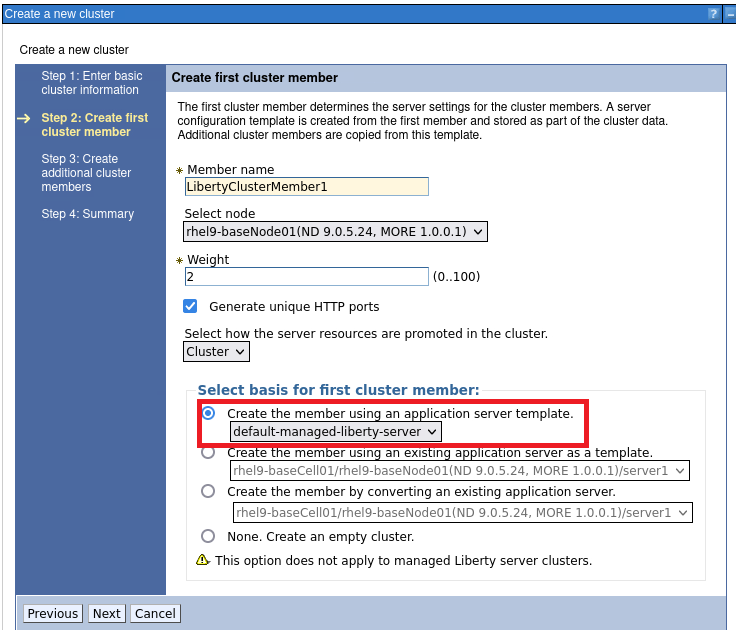 Create a new cluster
? –
Create a new cluster
Step 1: Enter basic
cluster information
Step 2: Create first
cluster member
Step 3: Create
additional cluster
members
Step 4: Summary
Create first cluster member
The first cluster member determines the server settings for the cluster members. A server
configuration template is created from the first member and stored as part of the cluster data.
Additional cluster members are copied from this template.
* Member name
LibertyClusterMember1
Select node
rhel9-baseNode01(ND 9.0.5.24, MORE 1.0.0.1)
* Weight
2 (0..100)
Generate unique HTTP ports
Select how the server resources are promoted in the cluster.
Cluster
Select basis for first cluster member:
Create the member using an application server template.
default-managed-liberty-server
Create the member using an existing application server as a template.
rhel9-baseCell01/rhel9-baseNode01(ND 9.0.5.24, MORE 1.0.0.1)/server1
Create the member by converting an existing application server.
rhel9-baseCell01/rhel9-baseNode01(ND 9.0.5.24, MORE 1.0.0.1)/server1
None. Create an empty cluster.
This option does not apply to managed Liberty server clusters.
Previous Next Cancel